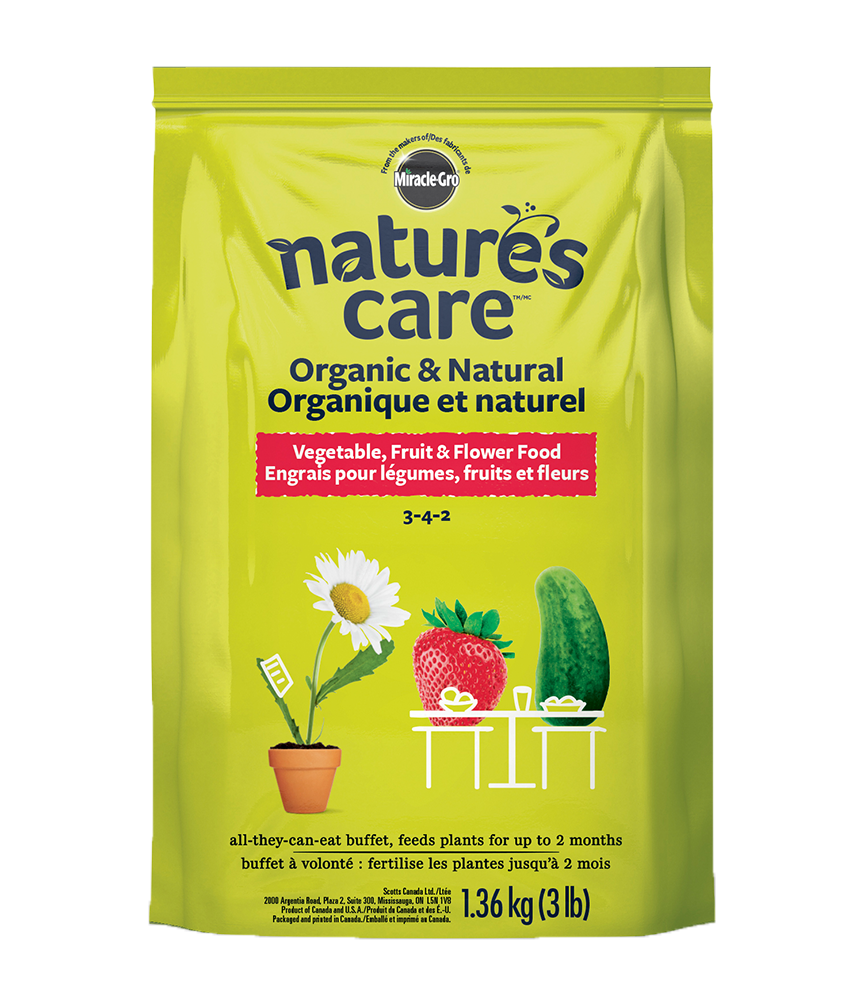 From the makers of/Des fabricants de
Miracle-Gro
nature's
care TM/MC
Organic & Natural
Organique et naturel
Vegetable, Fruit & Flower Food
Engrais pour légumes, fruits et fleurs
3-4-2
all-they-can-eat buffet, feeds plants for up to 2 months
buffet à volonté : fertilise les plantes jusqu'à 2 mois
Scotts Canada Ltd./Ltée
2000 Argentia Road, Plaza 2, Suite 300, Mississauga, ON L5N 1V8
Product of Canada and U.S.A./Produit du Canada et des É.-U.
Packaged and printed in Canada./Emballé et imprimé au Canada.
1.36 kg (3 lb)